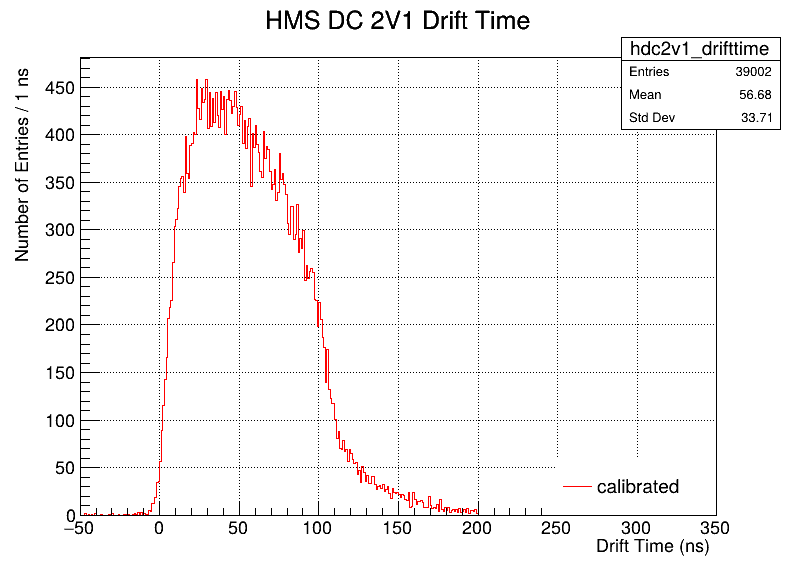 HMS DC 2V1 Drift Time
hdc2v1_drifttime
Entries 39002
Mean 56.68
Std Dev 33.71
Number of Entries / 1 ns
450
400
350
300
250
200
150
100
50
0
−50 0 50 100 150 200 250 300 350
calibrated
Drift Time (ns)